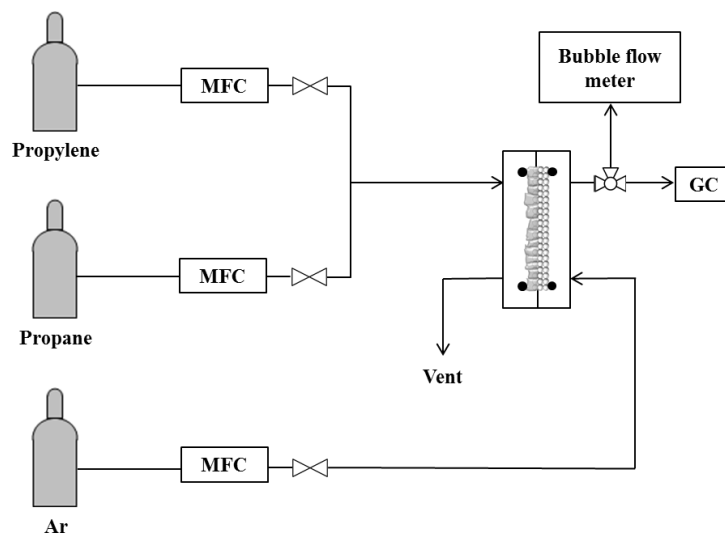 MFC
Bubble flow
meter
Propylene
GC
MFC
Propane
Vent
MFC
Ar